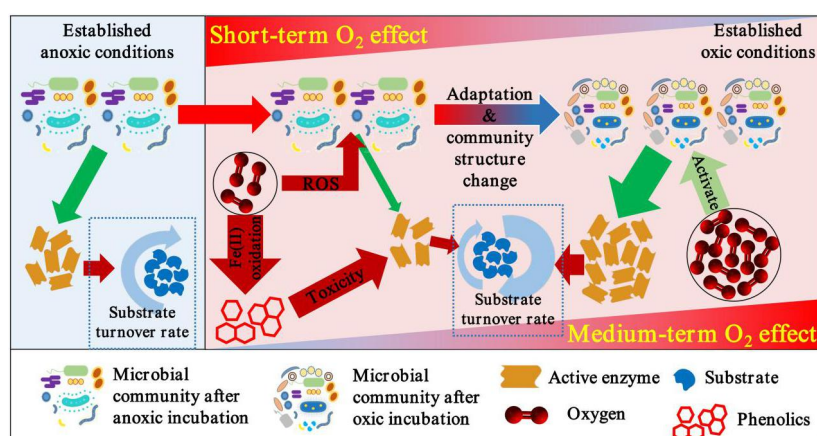 Established
anoxic conditions
Short-term O₂ effect
Established
oxic conditions
Adaptation
&
community
structure
change
ROS
Fe(II)
oxidation
Toxicity
Activate
Substrate
turnover rate
Substrate
turnover rate
Medium-term O₂ effect
Microbial
community after
anoxic incubation
Microbial
community after
oxic incubation
Active enzyme
Substrate
Oxygen
Phenolics